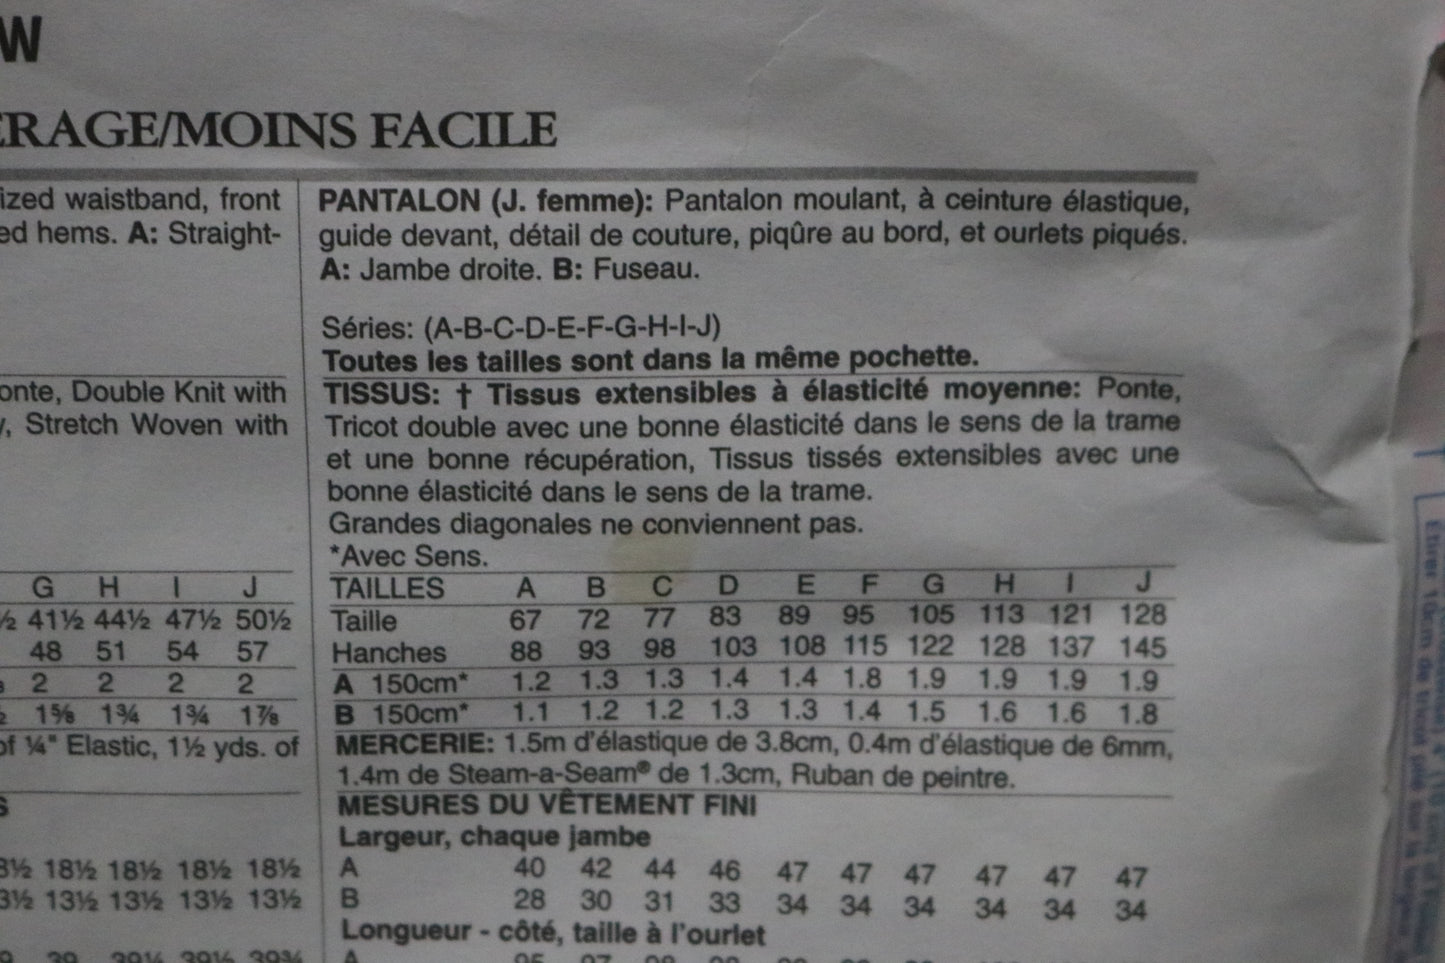 W
ERAGE/MOINS FACILE
ized waistband, front
ed hems. A: Straight-
onte, Double Knit with
y, Stretch Woven with
G H I J
½ 41½ 44½ 47½ 50½
48 51 54 57
2 2 2 2
1⅝ 1¾ 1¾ 1⅞
of ¼" Elastic, 1½ yds. of
S
3½ 18½ 18½ 18½ 18½
3½ 13½ 13½ 13½ 13½
PANTALON (J. femme): Pantalon moulant, à ceinture élastique,
guide devant, détail de couture, piqûre au bord, et ourlets piqués.
A: Jambe droite. B: Fuseau.
Séries: (A-B-C-D-E-F-G-H-I-J)
Toutes les tailles sont dans la même pochette.
TISSUS: † Tissus extensibles à élasticité moyenne: Ponte,
Tricot double avec une bonne élasticité dans le sens de la trame
et une bonne récupération, Tissus tissés extensibles avec une
bonne élasticité dans le sens de la trame.
Grandes diagonales ne conviennent pas.
*Avec Sens.
TAILLES A B C D E F G H I J
Taille 67 72 77 83 89 95 105 113 121 128
Hanches 88 93 98 103 108 115 122 128 137 145
A 150cm* 1.2 1.3 1.3 1.4 1.4 1.8 1.9 1.9 1.9 1.9
B 150cm* 1.1 1.2 1.2 1.3 1.3 1.4 1.5 1.6 1.6 1.8
MERCERIE: 1.5m d'élastique de 3.8cm, 0.4m d'élastique de 6mm,
1.4m de Steam-a-Seam® de 1.3cm, Ruban de peintre.
MESURES DU VÊTEMENT FINI
Largeur, chaque jambe
A 40 42 44 46 47 47 47 47 47 47
B 28 30 31 33 34 34 34 34 34 34
Longueur - côté, taille à l'ourlet
A
Etirer 10cm de tricot plié sur la